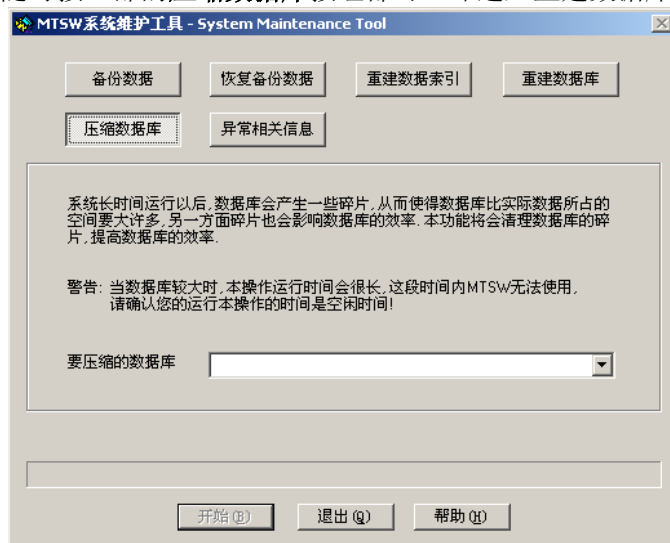 MTSW系统维护工具 - System Maintenance Tool
备份数据 恢复备份数据 重建数据索引 重建数据库
压缩数据库 异常相关信息
系统长时间运行以后,数据库会产生一些碎片,从而使得数据库比实际数据所占的
空间要大许多,另一方面碎片也会影响数据库的效率.本功能将会清理数据库的碎
片,提高数据库的效率.
警告: 当数据库较大时,本操作运行时间会很长,这段时间内MTSW无法使用,
请确认您的运行本操作的时间是空闲时间!
要压缩的数据库
开始(B) 退出(Q) 帮助(H)